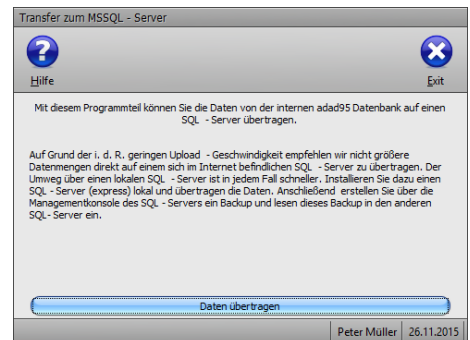 Transfer zum MSSQL - Server
Hilfe
Exit
Mit diesem Programmteil können Sie die Daten von der internen adad95 Datenbank auf einen
SQL - Server übertragen.
Auf Grund der i. d. R. geringen Upload - Geschwindigkeit empfehlen wir nicht größere
Datenmengen direkt auf einem sich im Internet befindlichen SQL - Server zu übertragen. Der
Umweg über einen lokalen SQL - Server ist in jedem Fall schneller. Installieren Sie dazu einen
SQL - Server (express) lokal und übertragen die Daten. Anschließend erstellen Sie über die
Managementkonsole des SQL - Servers ein Backup und lesen dieses Backup in den anderen
SQL- Server ein.
Daten übertragen
Peter Müller 26.11.2015